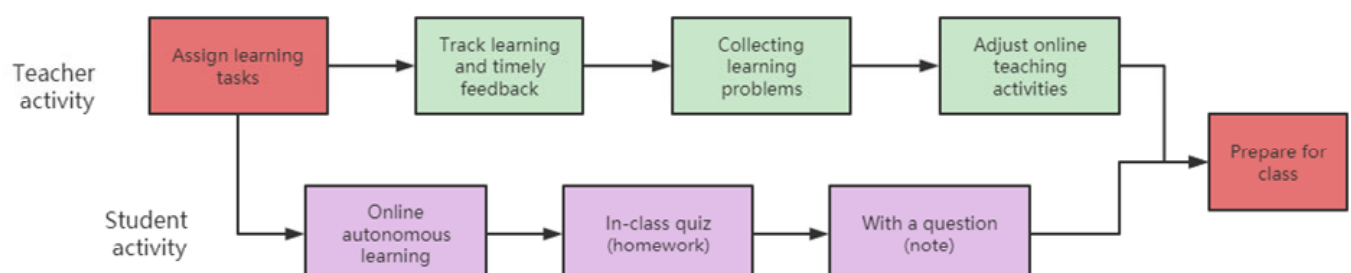 Teacher
activity
Assign learning
tasks
Track learning
and timely
feedback
Collecting
learning
problems
Adjust online
teaching
activities
Prepare for
class
Student
activity
Online
autonomous
learning
In-class quiz
(homework)
With a question
(note)